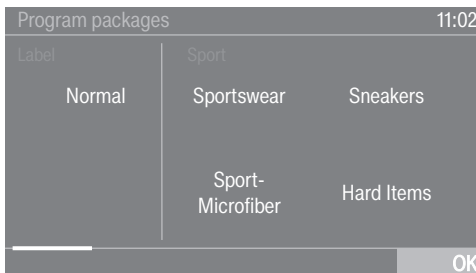 Program packages 11:02
Label Sport
Normal Sportswear Sneakers
Sport-
Microfiber Hard Items
OK